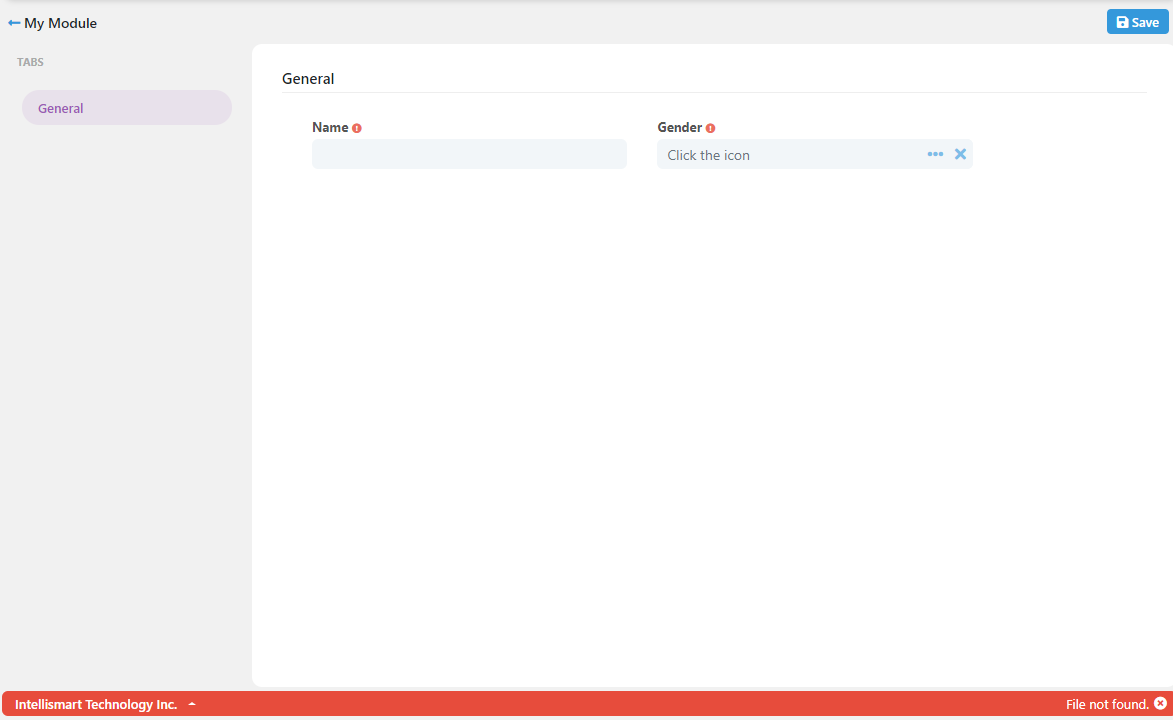 My Module
Save
TABS
General
General
Name
Gender
Click the icon
Intellismart Technology Inc.
File not found.